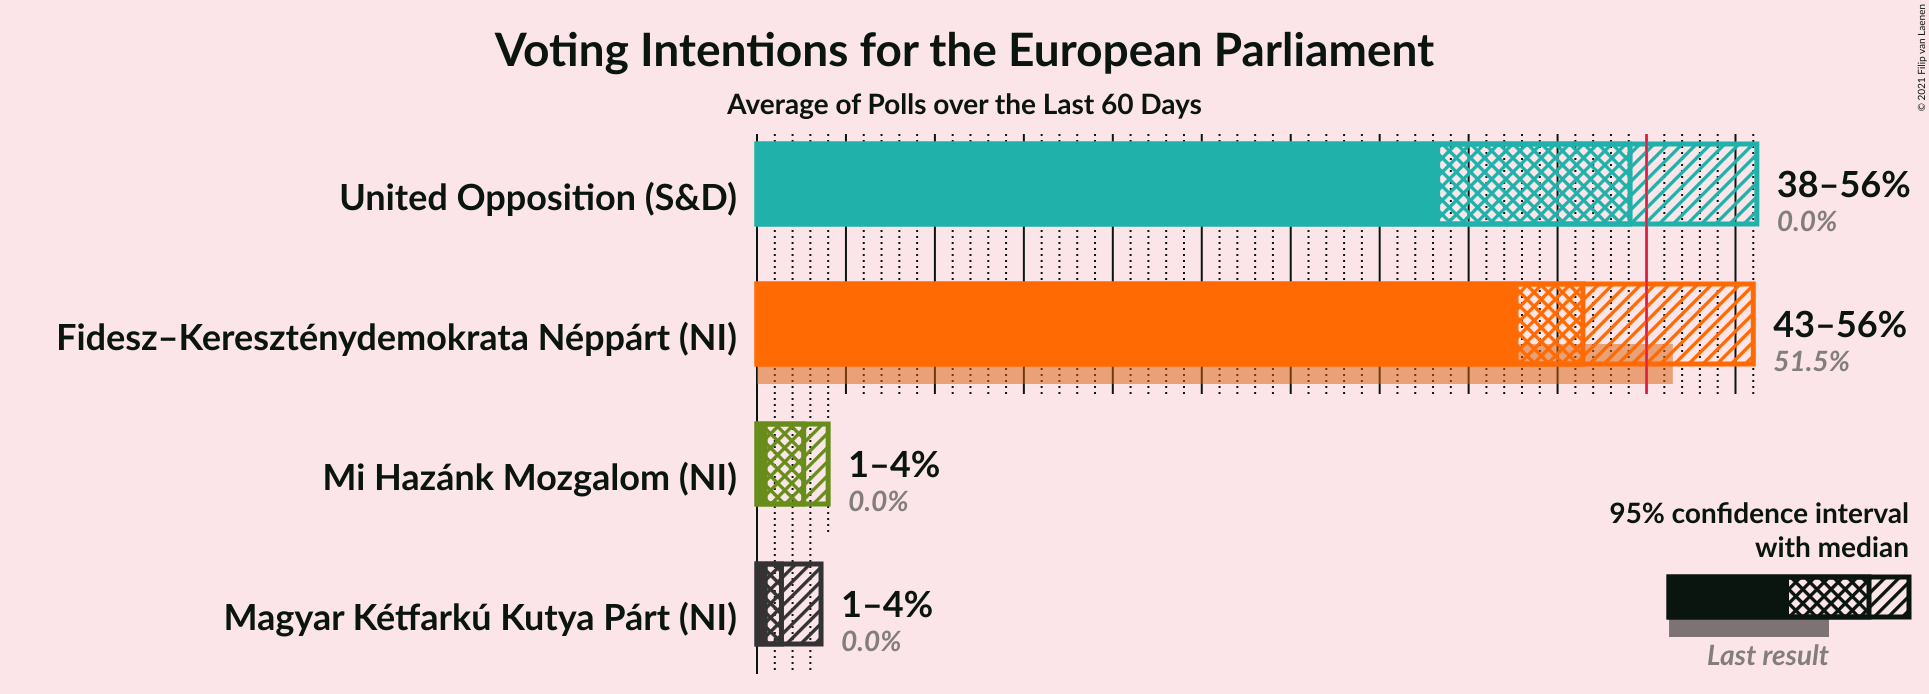 Voting Intentions for the European Parliament
Average of Polls over the Last 60 Days
© 2021 Filip van Laenen
United Opposition (S&D)
38–56%
0.0%
Fidesz–Kereszténydemokrata Néppárt (NI)
43–56%
51.5%
Mi Hazánk Mozgalom (NI)
1–4%
0.0%
Magyar Kétfarkú Kutya Párt (NI)
1–4%
0.0%
95% confidence interval
with median
Last result